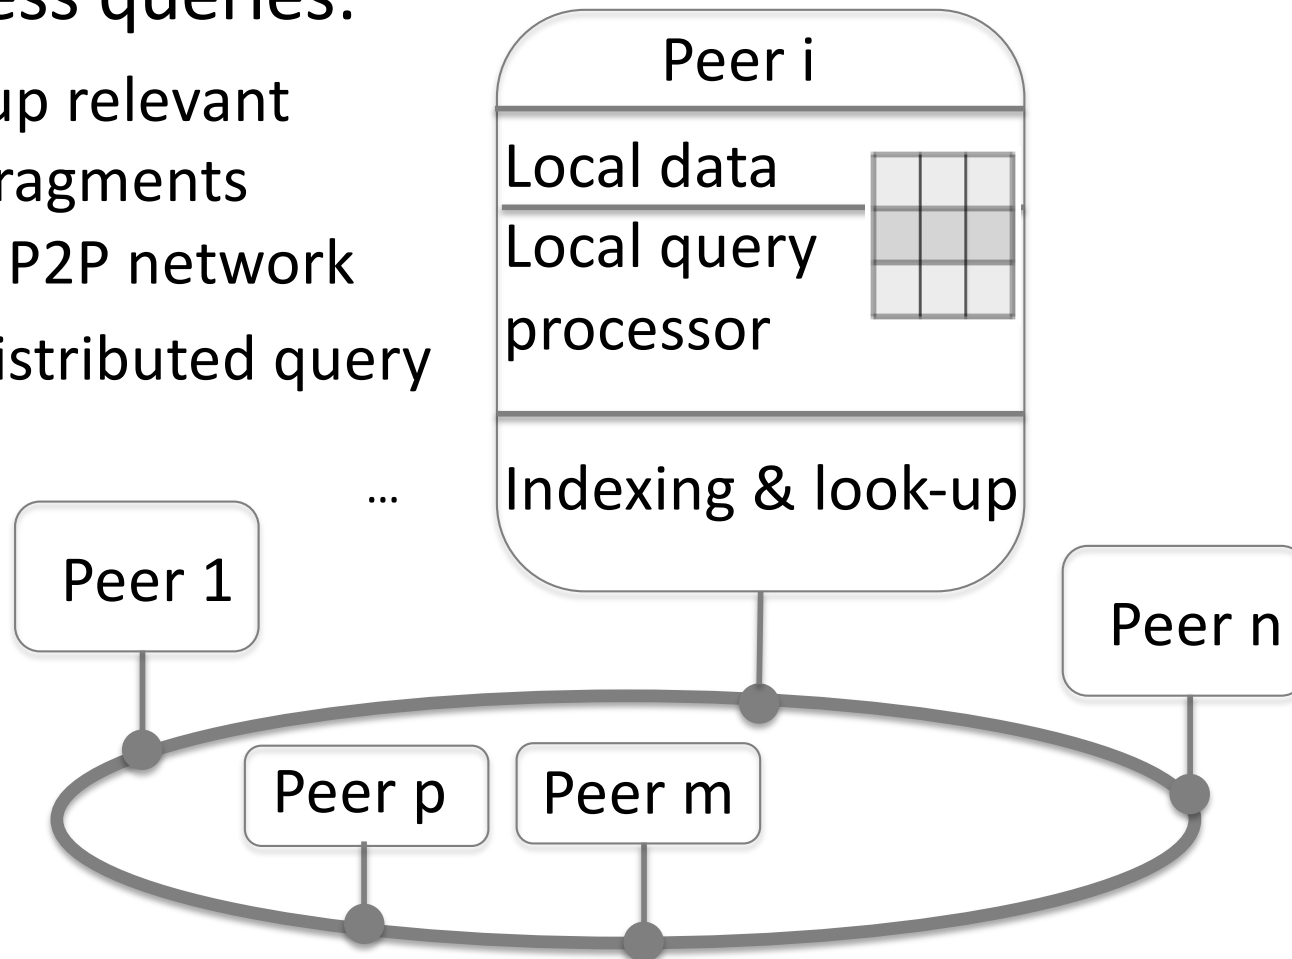 ess queries:
up relevant
ragments
P2P network
istributed query
...
Peer i
Local data
Local query
processor
Indexing & look-up
Peer 1
Peer n
Peer p
Peer m